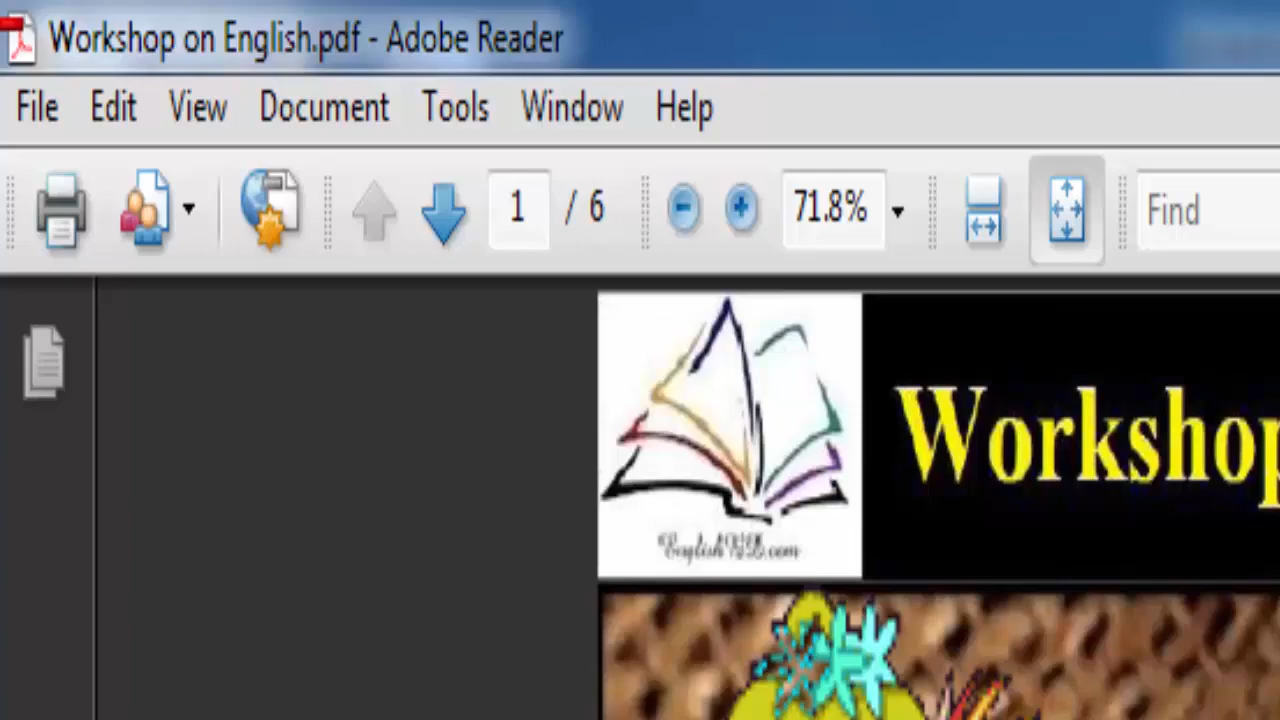 Workshop on English.pdf - Adobe Reader
File Edit View Document Tools Window Help
1 / 6 71.8% Find
Workshop